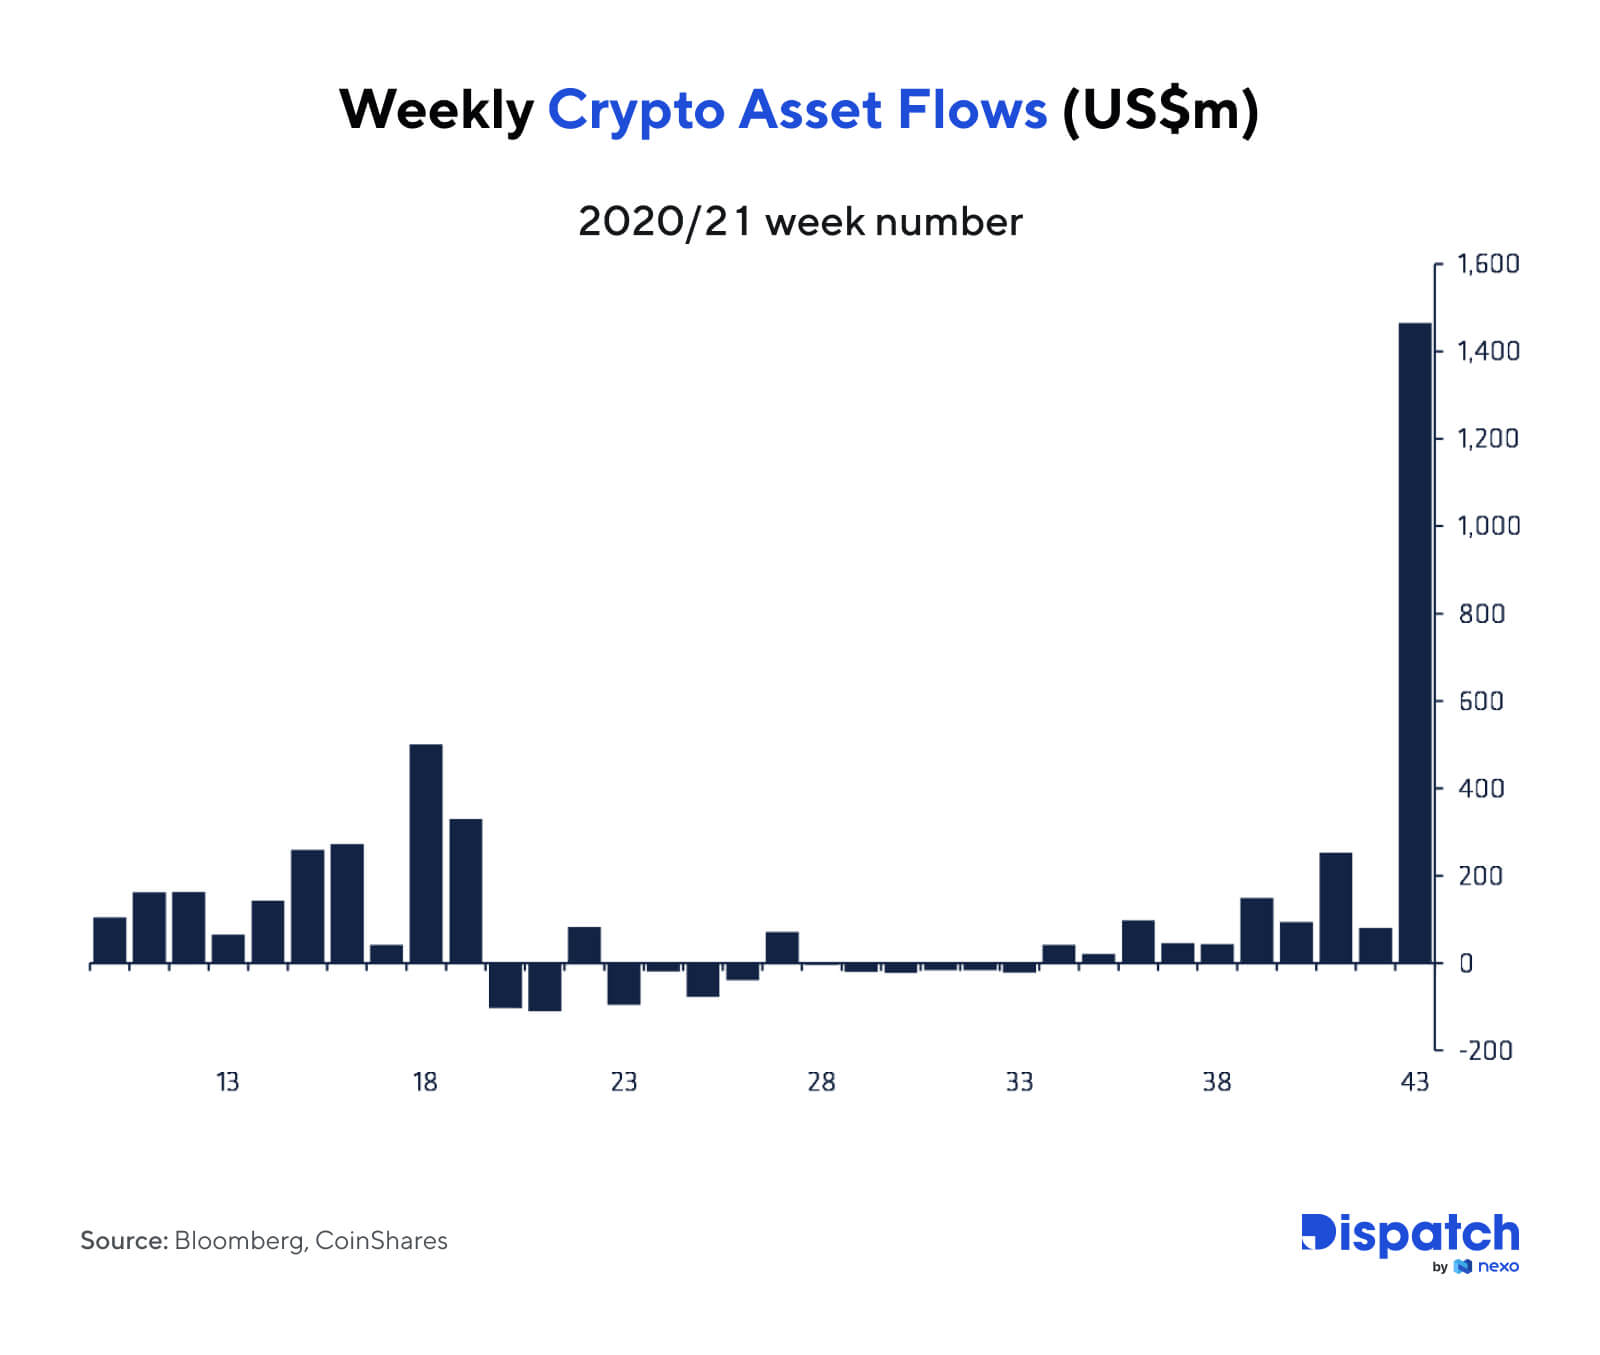 Weekly Crypto Asset Flows (US$m)
2020/21 week number
1,600
1,400
1,200
1,000
800
600
400
200
0
-200
13 18 23 28 33 38 43
Source: Bloomberg, CoinShares
Dispatch
by nexo